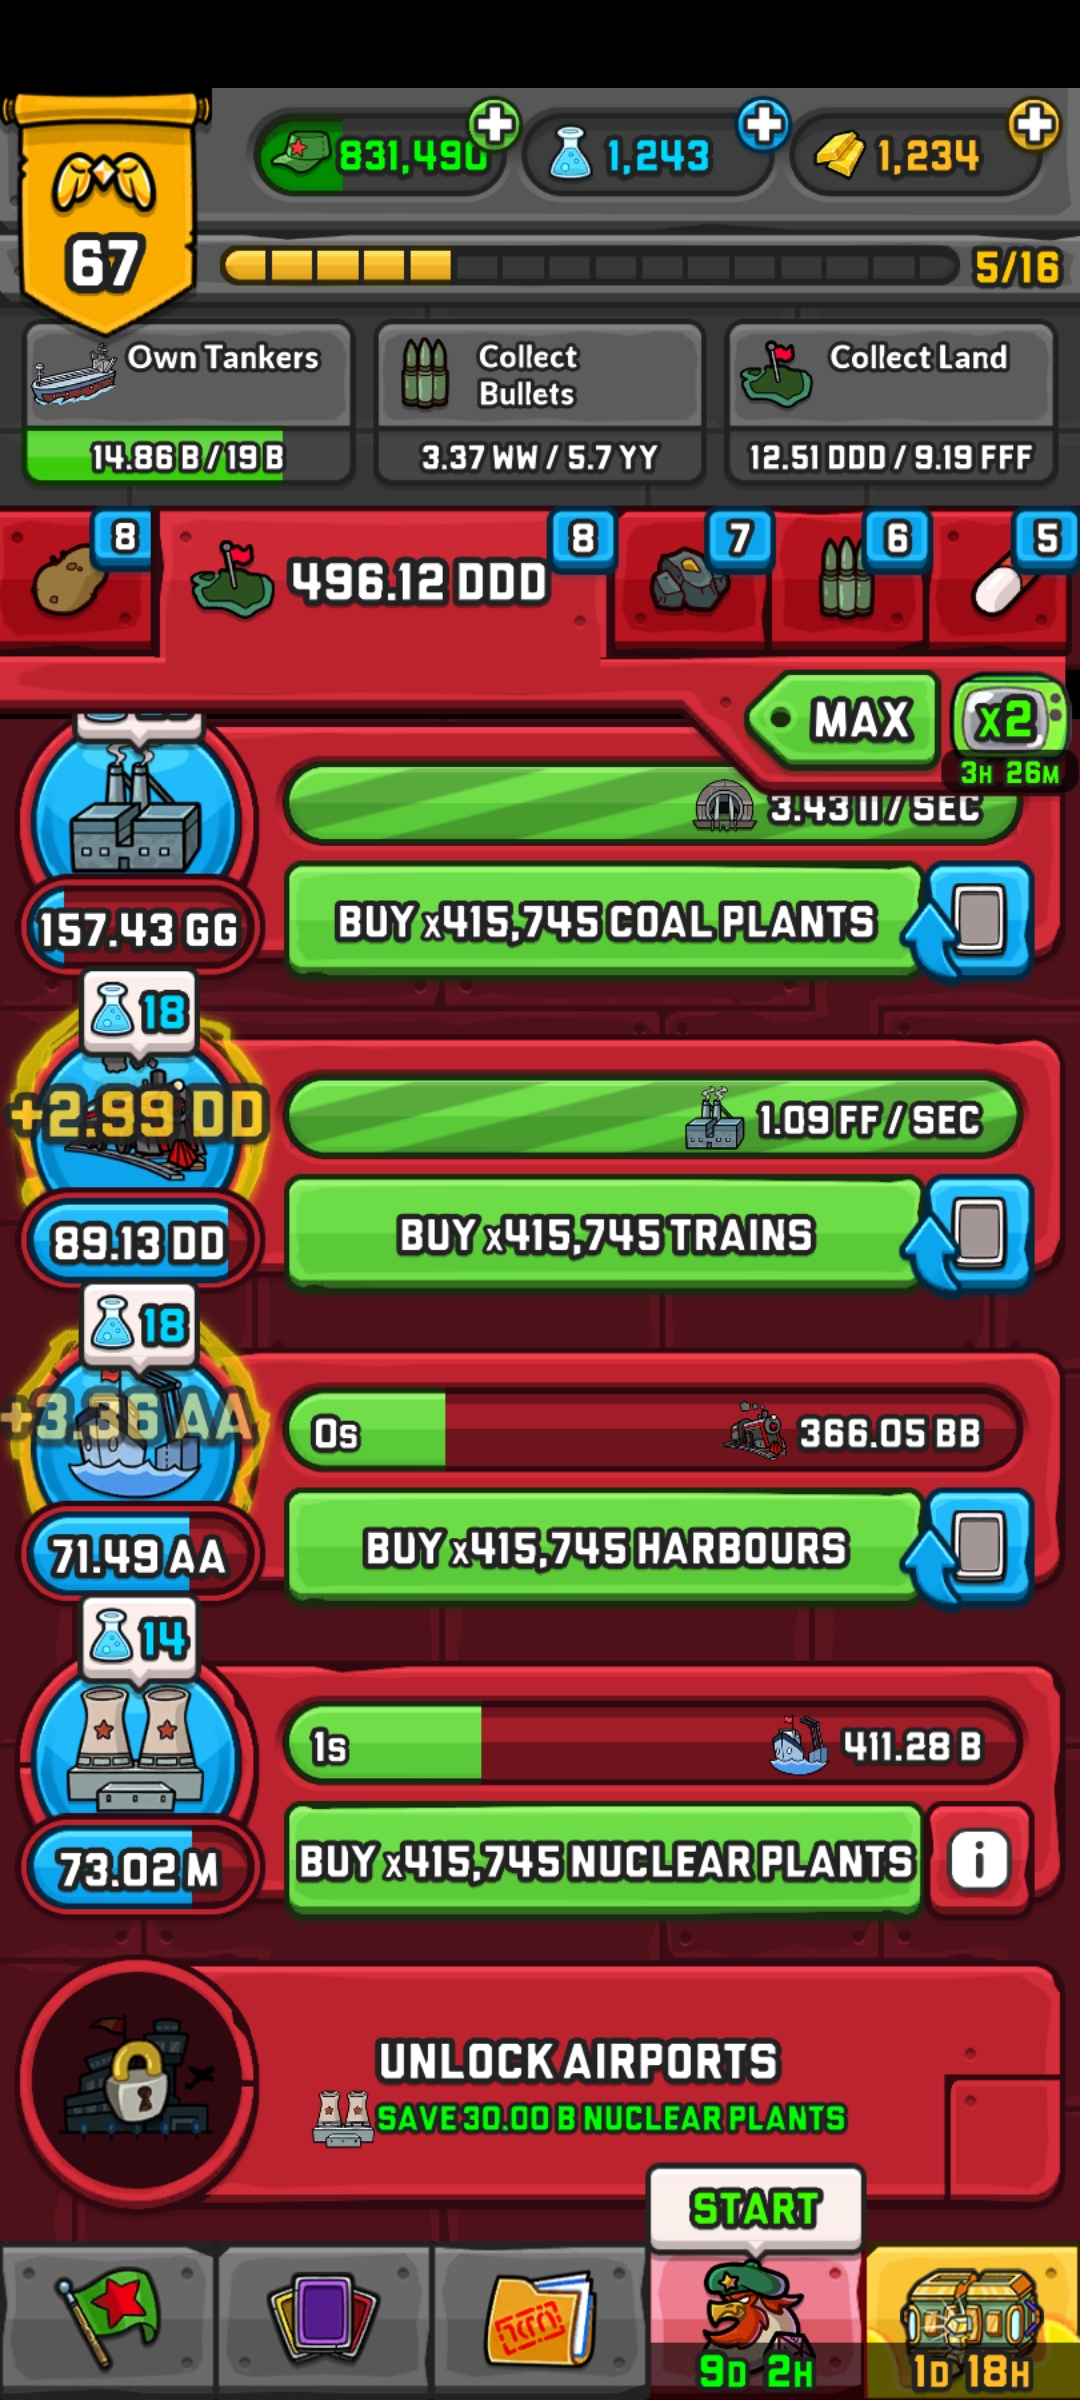 831,490
1,243
1,234
67
5/16
Own Tankers
14.86 B / 19 B
Collect
Bullets
3.37 WW / 5.7 YY
Collect Land
12.51 DDD / 9.19 FFF
8
496.12 DDD
8
7
6
5
MAX
x2
3H 26M
3.43 II / SEC
157.43 GG
BUY x415,745 COAL PLANTS
18
+2.99 DD
1.09 FF / SEC
89.13 DD
BUY x415,745 TRAINS
18
+3.36 AA
0s
366.05 BB
71.49 AA
BUY x415,745 HARBOURS
14
1s
411.28 B
73.02 M
BUY x415,745 NUCLEAR PLANTS
i
UNLOCK AIRPORTS
SAVE 30.00 B NUCLEAR PLANTS
START
9D 2H
1D 18H